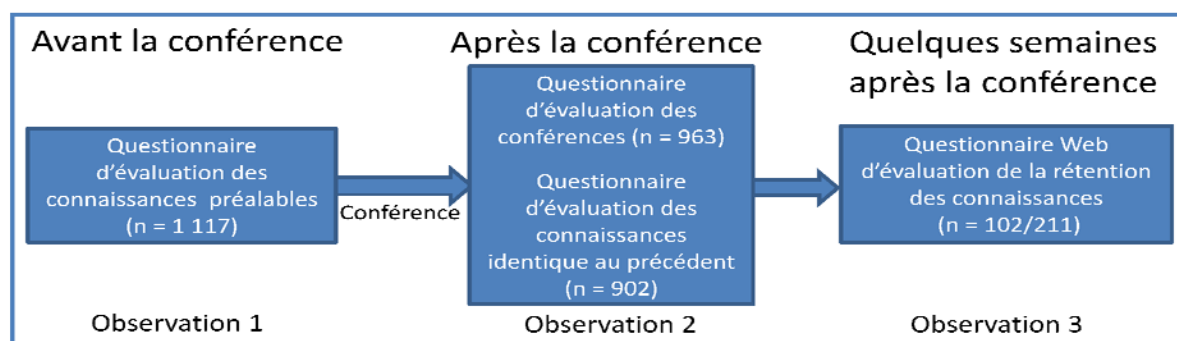 Avant la conférence
Questionnaire
d'évaluation des
connaissances préalables
(n = 1 117)
Observation 1
Conférence
Après la conférence
Questionnaire
d'évaluation des
conférences (n = 963)
Questionnaire
d'évaluation des
connaissances
identique au précédent
(n = 902)
Observation 2
Quelques semaines
après la conférence
Questionnaire Web
d'évaluation de la rétention
des connaissances
(n = 102/211)
Observation 3